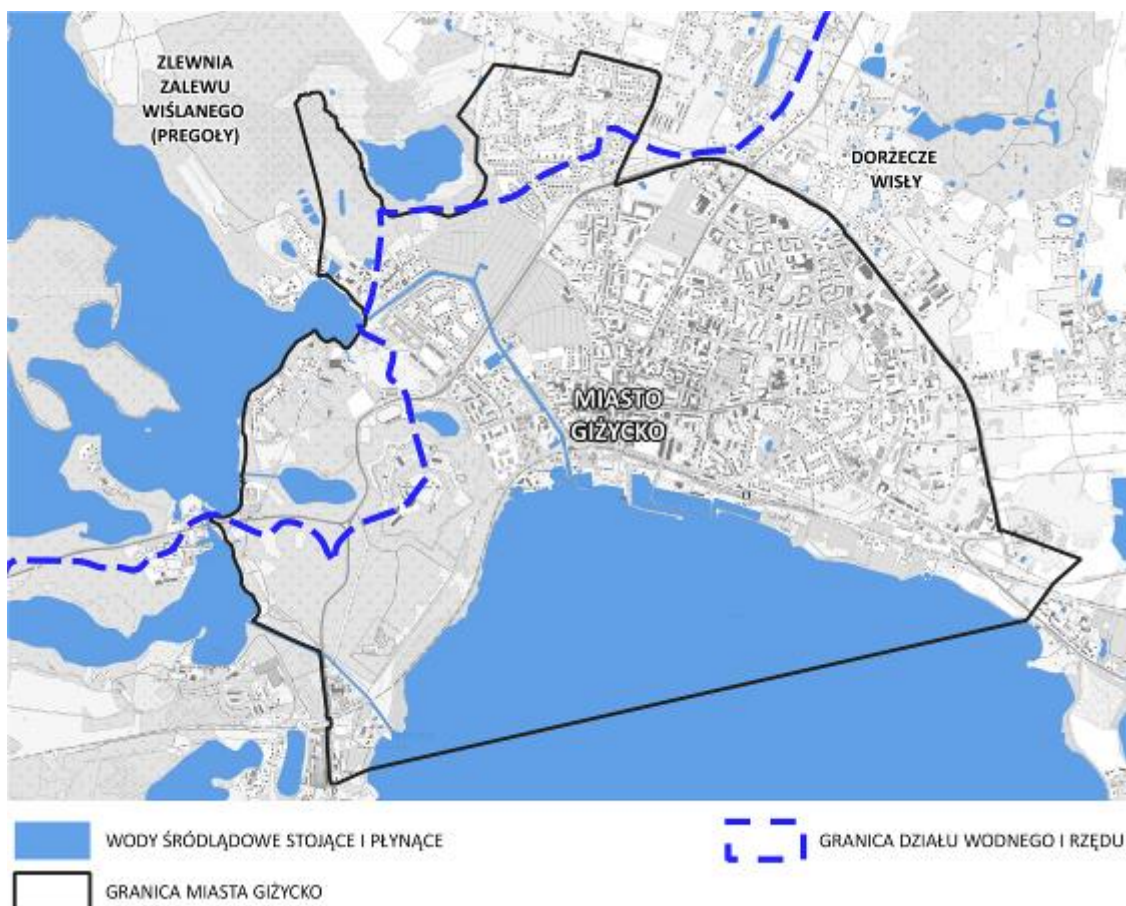 ZLEWNIA
ZALEWU
WIŚLANEGO
(PREGOŁY)
DORZECZE
WISŁY
MIASTO
GIŻYCKO
WODY ŚRÓDLĄDOWE STOJĄCE I PŁYNĄCE
GRANICA DZIAŁU WODNEGO I RZĘDU
GRANICA MIASTA GIŻYCKO